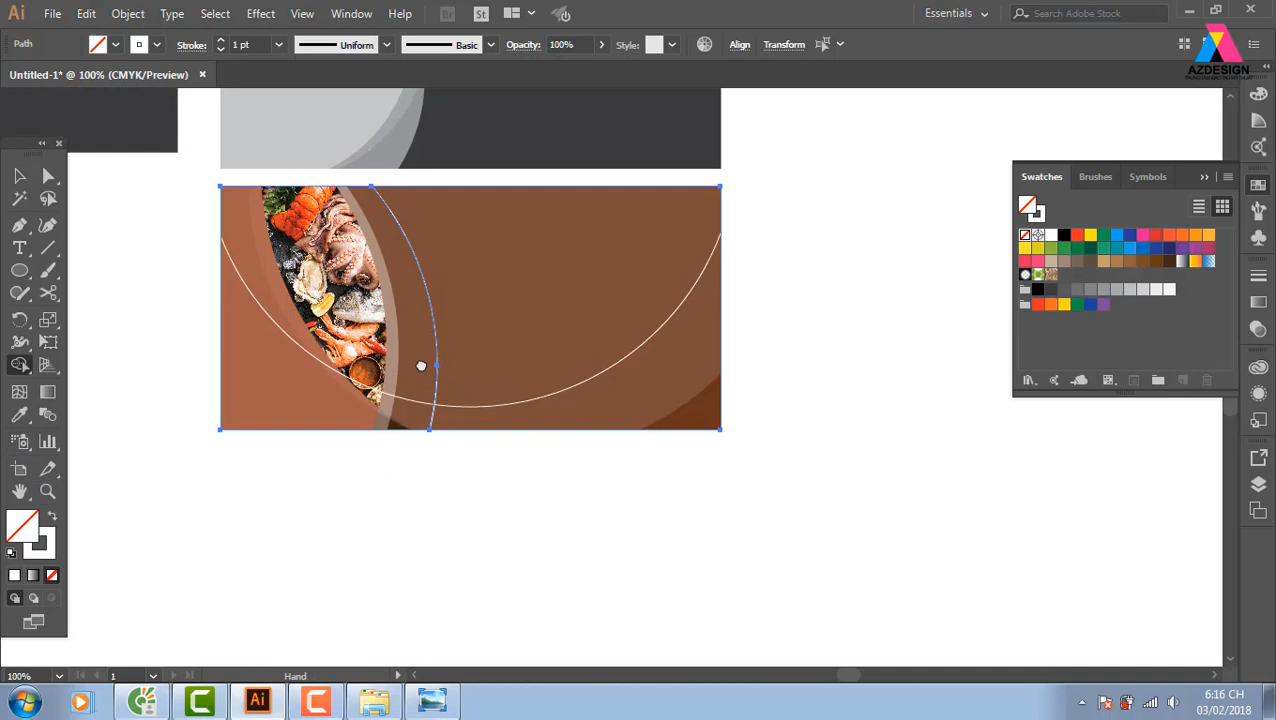 Ai File Edit Object Type Select Effect View Window Help Br St Essentials Search Adobe Stock
Path Stroke: 1 pt Uniform Basic Opacity: 100% Style: Align Transform
AZDESIGN
Untitled-1* @ 100% (CMYK/Preview)
Swatches Brushes Symbols
100% 1 Hand
Ai
6:16 CH
03/02/2018